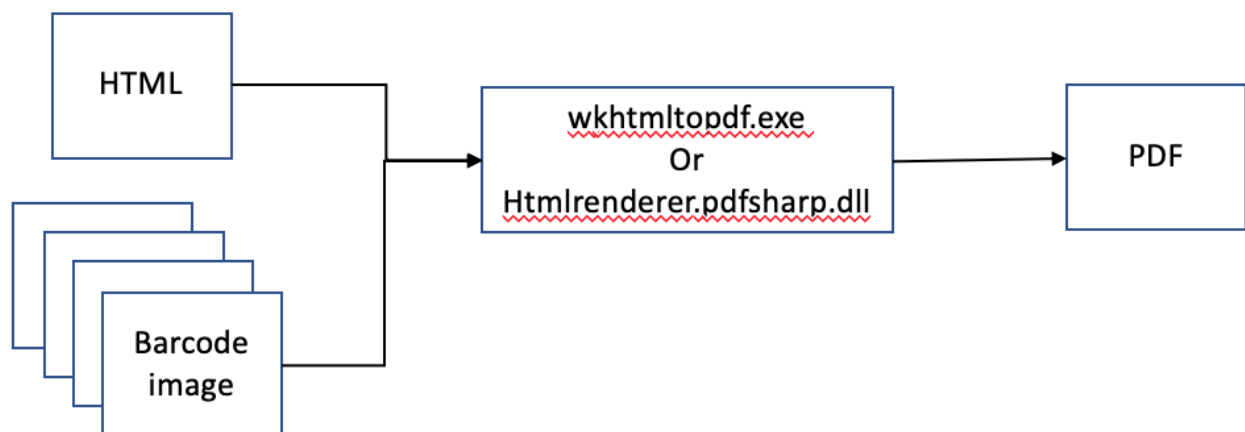 HTML
wkhtmltopdf.exe
Or
Htmlrenderer.pdfsharp.dll
PDF
Barcode
image